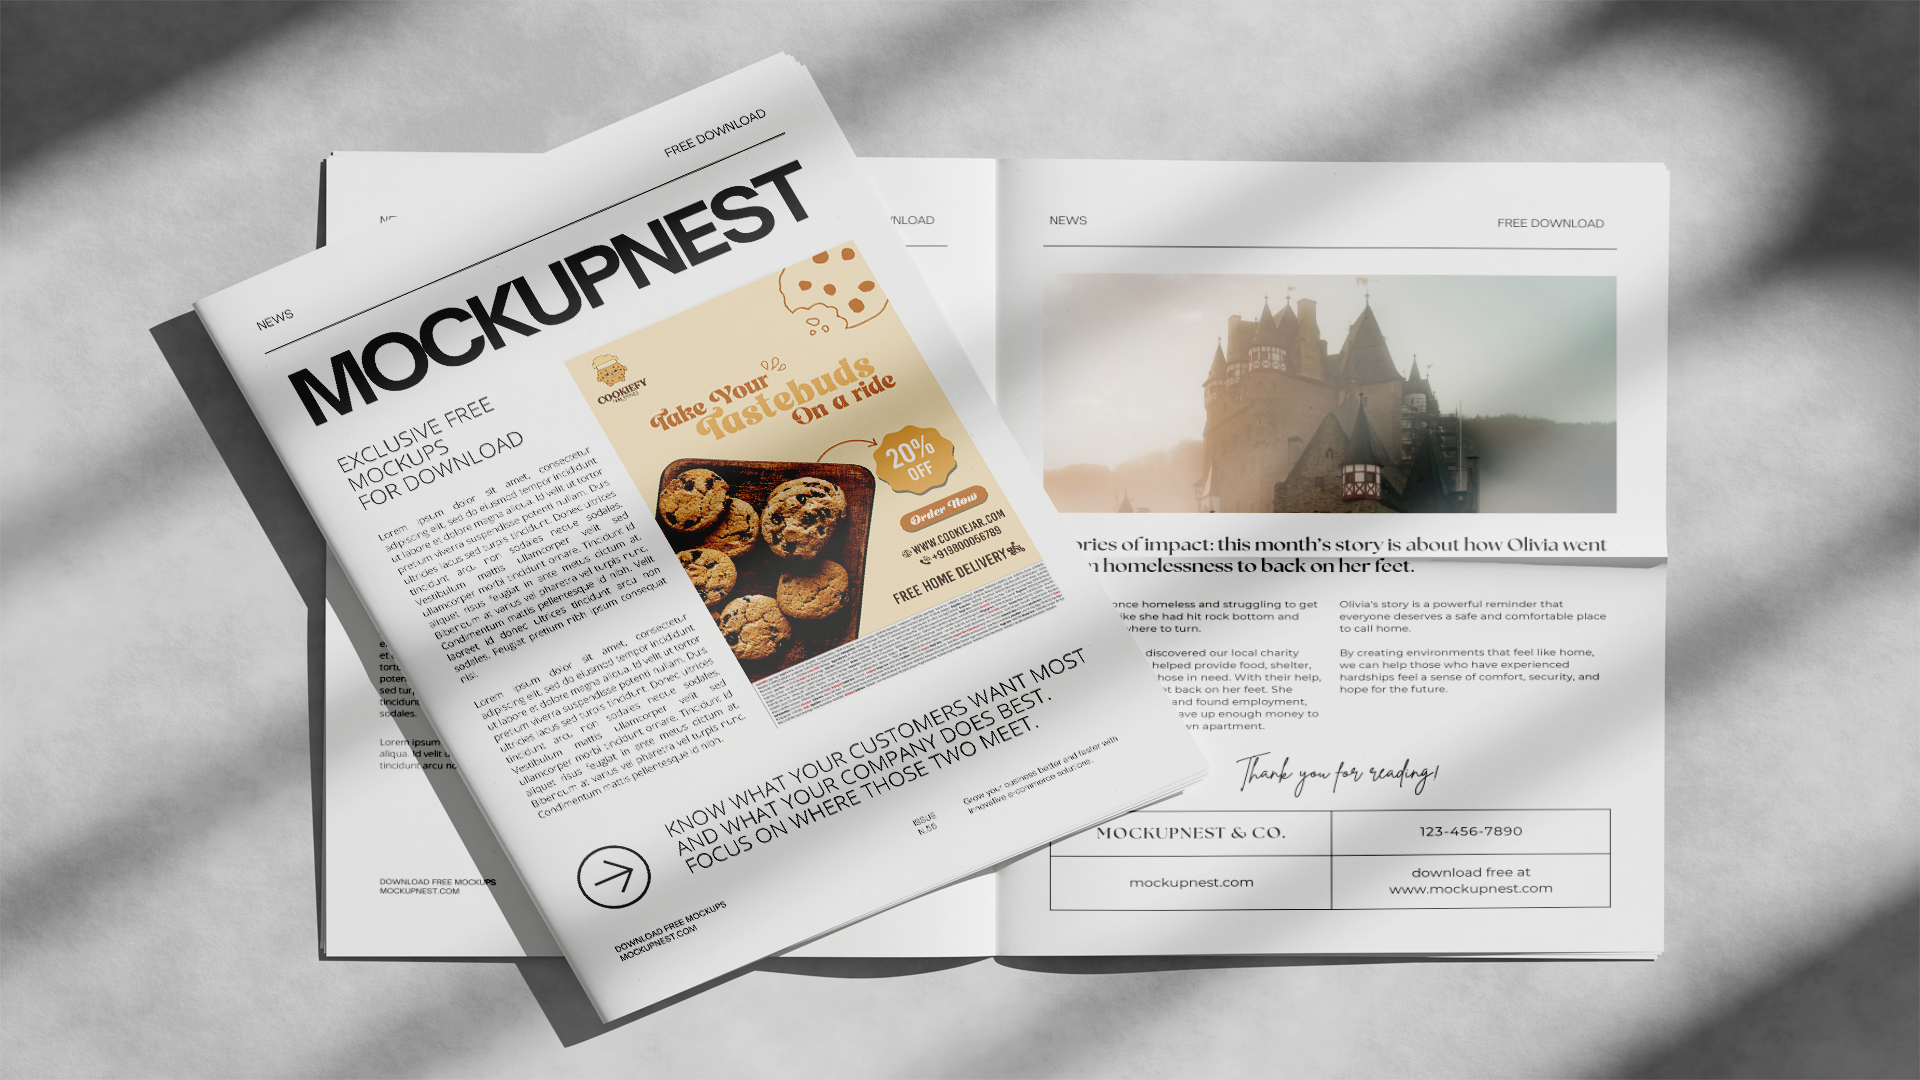 NEWS
FREE DOWNLOAD
MOCKUPNEST
EXCLUSIVE FREE
MOCKUPS
FOR DOWNLOAD
Lorem ipsum dolor sit amet, consectetur
adipiscing elit, sed do eiusmod tempor incididunt
ut labore et dolore magna aliqua. Id velit ut tortor
pretium viverra suspendisse potenti nullam. Duis
ultricies lacus sed turpis tincidunt. Donec ultrices
tincidunt arcu non sodales neque sodales.
Vestibulum mattis ullamcorper velit sed
ullamcorper morbi tincidunt ornare. Tincidunt id
aliquet risus feugiat in ante metus dictum at.
Bibendum at varius vel pharetra vel turpis nunc.
Condimentum mattis pellentesque id nibh. Velit
laoreet id donec ultrices tincidunt arcu non
sodales. Feugiat pretium nibh ipsum consequat
nisl.
Lorem ipsum dolor sit amet, consectetur
adipiscing elit, sed do eiusmod tempor incididunt
ut labore et dolore magna aliqua. Id velit ut tortor
pretium viverra suspendisse potenti nullam. Duis
ultricies lacus sed turpis tincidunt. Donec ultrices
tincidunt arcu non sodales neque sodales.
Vestibulum mattis ullamcorper velit sed
ullamcorper morbi tincidunt ornare. Tincidunt id
aliquet risus feugiat in ante metus dictum at.
Bibendum at varius vel pharetra vel turpis nunc.
Condimentum mattis pellentesque id nibh.
COOKIEFY
Take Your
Tastebuds
On a ride
20%
OFF
Order Now
WWW.COOKIEJAR.COM
+919800056789
FREE HOME DELIVERY
KNOW WHAT YOUR CUSTOMERS WANT MOST
AND WHAT YOUR COMPANY DOES BEST.
FOCUS ON WHERE THOSE TWO MEET.
ISSUE
N.56
Grow your business better and faster with
innovative e-commerce solutions.
DOWNLOAD FREE MOCKUPS
MOCKUPNEST.COM
NLOAD
sodales.
Lorem ipsum
aliqua. Id velit u
tincidunt arcu no
DOWNLOAD FREE MOCKUPS
MOCKUPNEST.COM
NEWS
FREE DOWNLOAD
ories of impact: this month's story is about how Olivia went
homelessness to back on her feet.
once homeless and struggling to get
ike she had hit rock bottom and
where to turn.
discovered our local charity
helped provide food, shelter,
hose in need. With their help,
t back on her feet. She
and found employment,
ave up enough money to
wn apartment.
Olivia's story is a powerful reminder that
everyone deserves a safe and comfortable place
to call home.
By creating environments that feel like home,
we can help those who have experienced
hardships feel a sense of comfort, security, and
hope for the future.
Thank you for reading!
MOCKUPNEST & CO.
123-456-7890
mockupnest.com
download free at
www.mockupnest.com